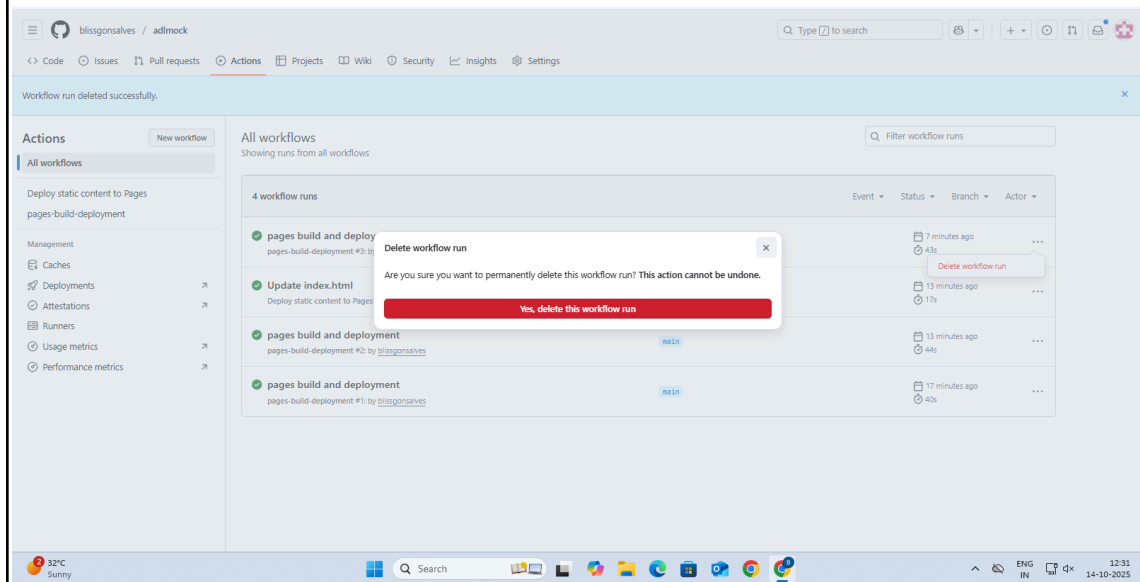 blissgonsalves / adlmock
Type / to search
<> Code Issues Pull requests Actions Projects Wiki Security Insights Settings
Workflow run deleted successfully.
Actions
New workflow
All workflows
Deploy static content to Pages
pages-build-deployment
Management
Caches
Deployments
Attestations
Runners
Usage metrics
Performance metrics
All workflows
Showing runs from all workflows
Filter workflow runs
4 workflow runs
Event Status Branch Actor
pages build and deploy
pages-build-deployment #3: b
7 minutes ago
43s
Delete workflow run
Update index.html
Deploy static content to Pages
13 minutes ago
17s
pages build and deployment
pages-build-deployment #2: by blissgonsalves
main
13 minutes ago
44s
pages build and deployment
pages-build-deployment #1: by blissgonsalves
main
17 minutes ago
40s
Delete workflow run
Are you sure you want to permanently delete this workflow run? This action cannot be undone.
Yes, delete this workflow run
2
32°C
Sunny
Search
8
ENG
IN
12:31
14-10-2025